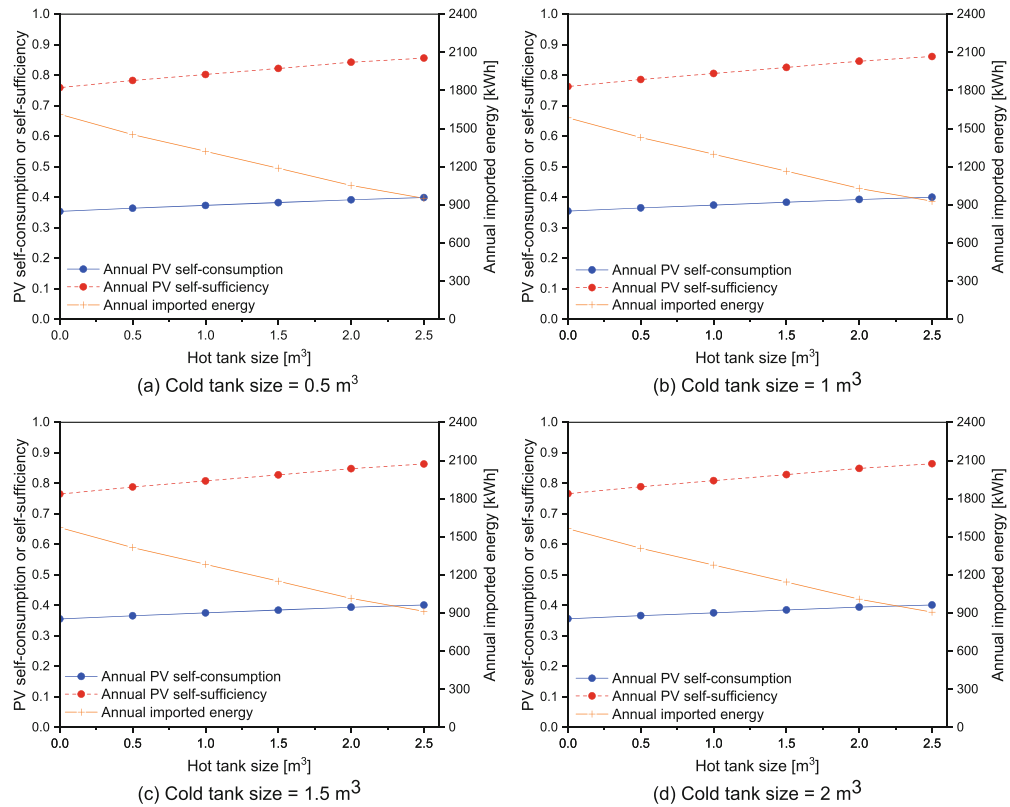 PV self-consumption or self-sufficiency
1.0
0.9
0.8
0.7
0.6
0.5
0.4
0.3
0.2
0.1
0.0
2400
2100
1800
1500
1200
900
600
300
0
Annual imported energy [kWh]
Annual PV self-consumption
Annual PV self-sufficiency
Annual imported energy
0.0 0.5 1.0 1.5 2.0 2.5
Hot tank size [m³]
(a) Cold tank size = 0.5 m³
PV self-consumption or self-sufficiency
1.0
0.9
0.8
0.7
0.6
0.5
0.4
0.3
0.2
0.1
0.0
2400
2100
1800
1500
1200
900
600
300
0
Annual imported energy [kWh]
Annual PV self-consumption
Annual PV self-sufficiency
Annual imported energy
0.0 0.5 1.0 1.5 2.0 2.5
Hot tank size [m³]
(b) Cold tank size = 1 m³
PV self-consumption or self-sufficiency
1.0
0.9
0.8
0.7
0.6
0.5
0.4
0.3
0.2
0.1
0.0
2400
2100
1800
1500
1200
900
600
300
0
Annual imported energy [kWh]
Annual PV self-consumption
Annual PV self-sufficiency
Annual imported energy
0.0 0.5 1.0 1.5 2.0 2.5
Hot tank size [m³]
(c) Cold tank size = 1.5 m³
PV self-consumption or self-sufficiency
1.0
0.9
0.8
0.7
0.6
0.5
0.4
0.3
0.2
0.1
0.0
2400
2100
1800
1500
1200
900
600
300
0
Annual imported energy [kWh]
Annual PV self-consumption
Annual PV self-sufficiency
Annual imported energy
0.0 0.5 1.0 1.5 2.0 2.5
Hot tank size [m³]
(d) Cold tank size = 2 m³